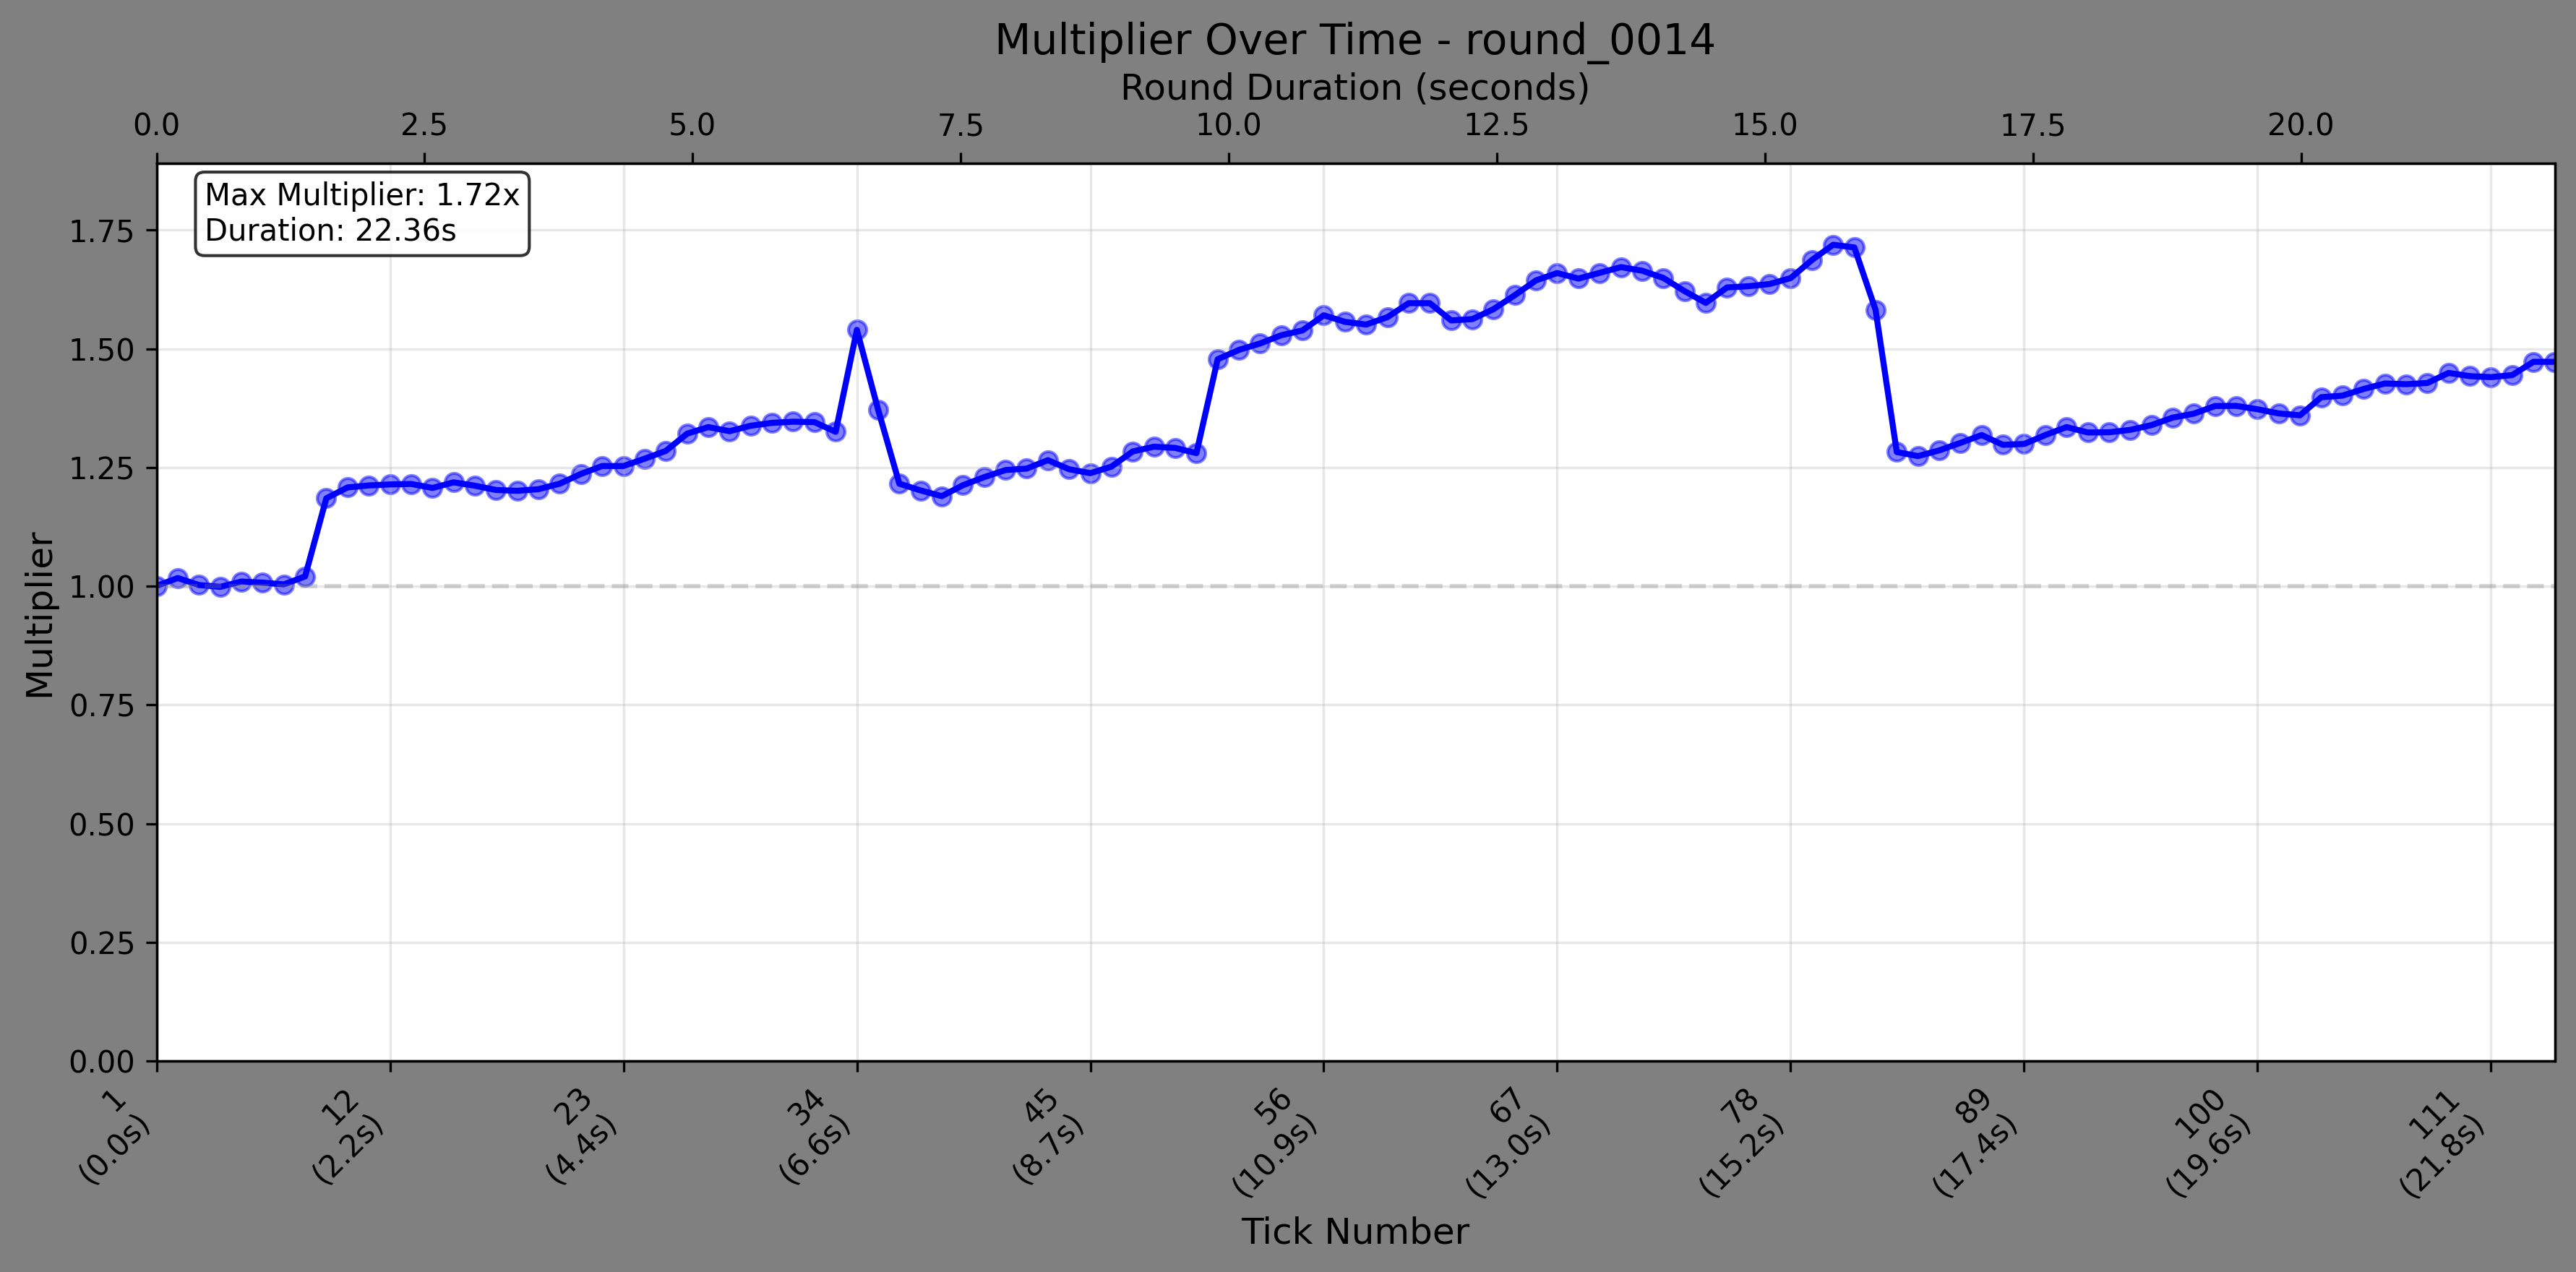 Multiplier Over Time - round_0014
Round Duration (seconds)
0.0 2.5 5.0 7.5 10.0 12.5 15.0 17.5 20.0
Max Multiplier: 1.72x
Duration: 22.36s
Multiplier
1.75
1.50
1.25
1.00
0.75
0.50
0.25
0.00
1
(0.0s)
12
(2.2s)
23
(4.4s)
34
(6.6s)
45
(8.7s)
56
(10.9s)
67
(13.0s)
78
(15.2s)
89
(17.4s)
100
(19.6s)
111
(21.8s)
Tick Number